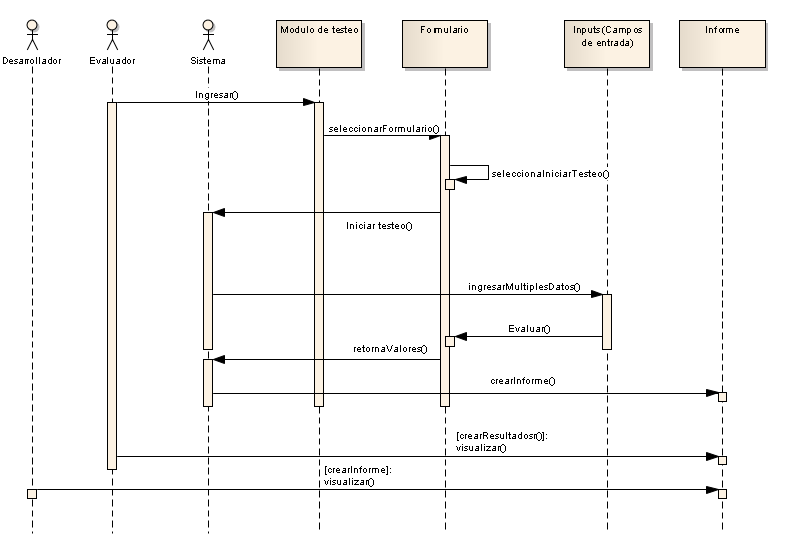 Desarrollador
Evaluador
Sistema
Modulo de testeo
Formulario
Inputs(Campos
de entrada)
Informe
Ingresar()
seleccionarFormulario()
seleccionaIniciarTesteo()
Iniciar testeo()
ingresarMultiplesDatos()
Evaluar()
retornaValores()
crearInforme()
[crearResultadosr()]:
visualizar()
[crearInforme]:
visualizar()